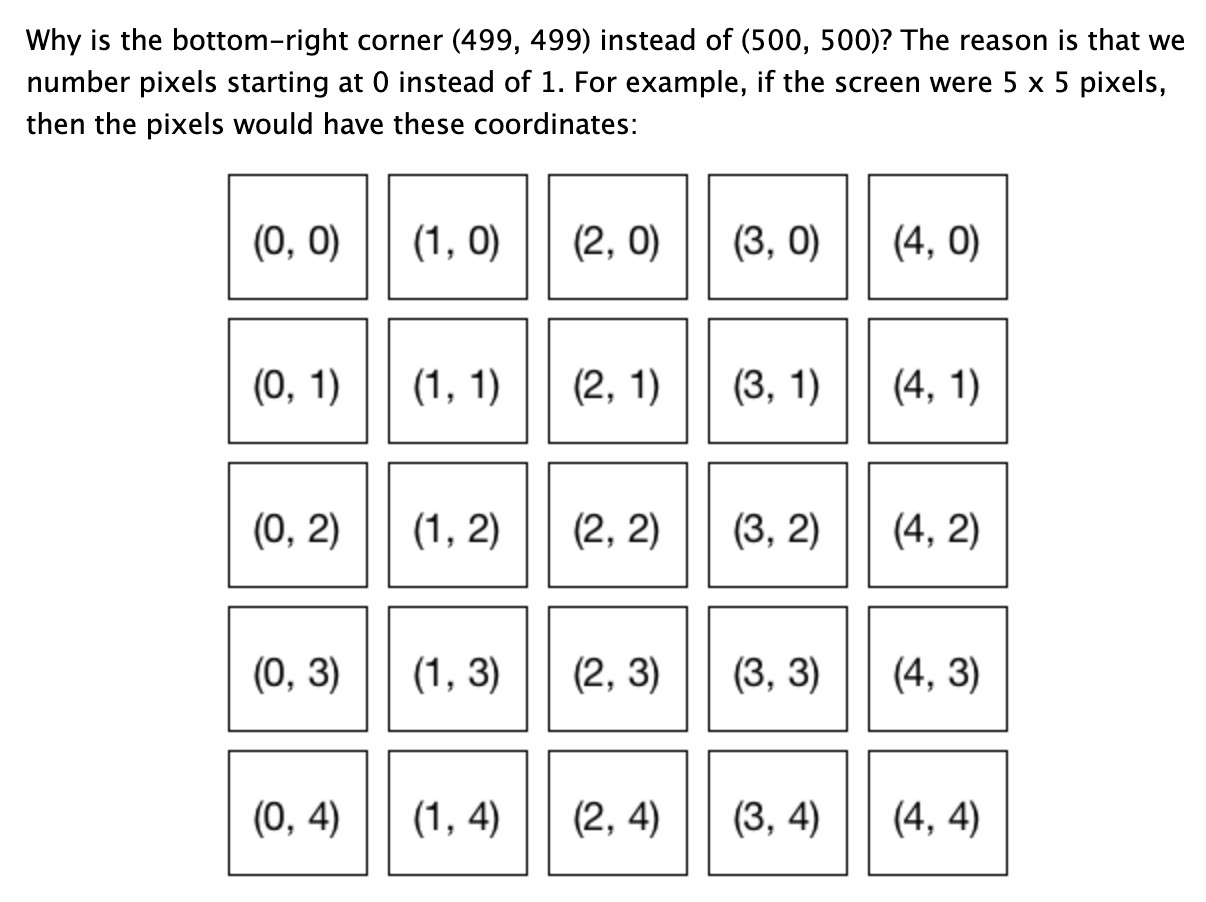 Why is the bottom-right corner (499, 499) instead of (500, 500)? The reason is that we
number pixels starting at 0 instead of 1. For example, if the screen were 5 x 5 pixels,
then the pixels would have these coordinates:
(0, 0) (1, 0) (2, 0) (3, 0) (4, 0)
(0, 1) (1, 1) (2, 1) (3, 1) (4, 1)
(0, 2) (1, 2) (2, 2) (3, 2) (4, 2)
(0, 3) (1, 3) (2, 3) (3, 3) (4, 3)
(0, 4) (1, 4) (2, 4) (3, 4) (4, 4)